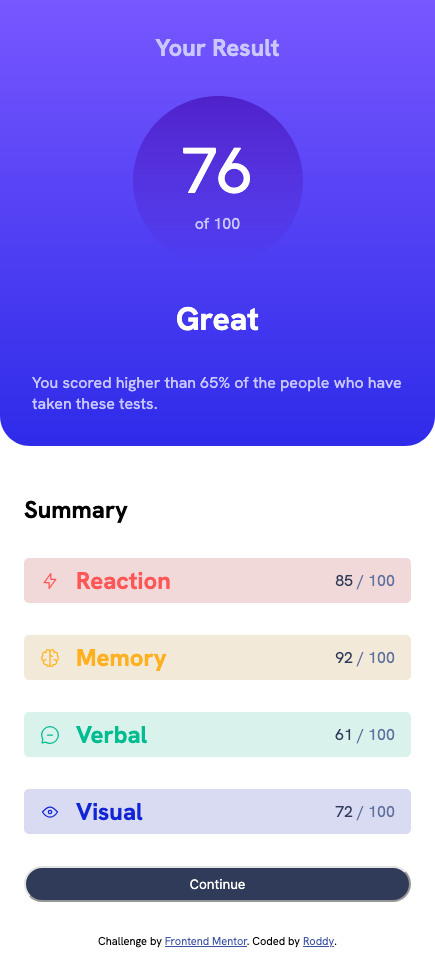 Your Result
76
of 100
Great
You scored higher than 65% of the people who have
taken these tests.
Summary
Reaction 85 / 100
Memory 92 / 100
Verbal 61 / 100
Visual 72 / 100
Continue
Challenge by Frontend Mentor. Coded by Roddy.